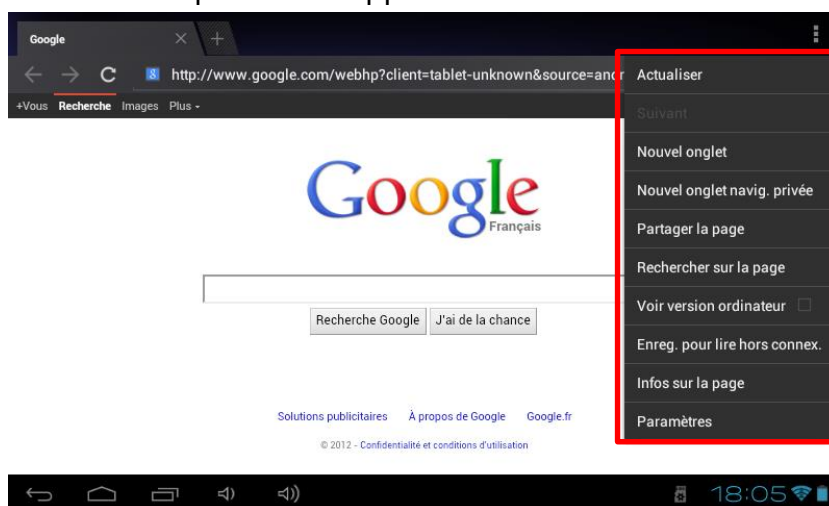 Google
http://www.google.com/webhp?client=tablet-unknown&source=andr
+Vous Recherche Images Plus
Google
Français
Recherche Google J'ai de la chance
Solutions publicitaires À propos de Google Google.fr
© 2012 - Confidentialité et conditions d'utilisation
Actualiser
Suivant
Nouvel onglet
Nouvel onglet navig. privée
Partager la page
Rechercher sur la page
Voir version ordinateur
Enreg. pour lire hors connex.
Infos sur la page
Paramètres
18:05